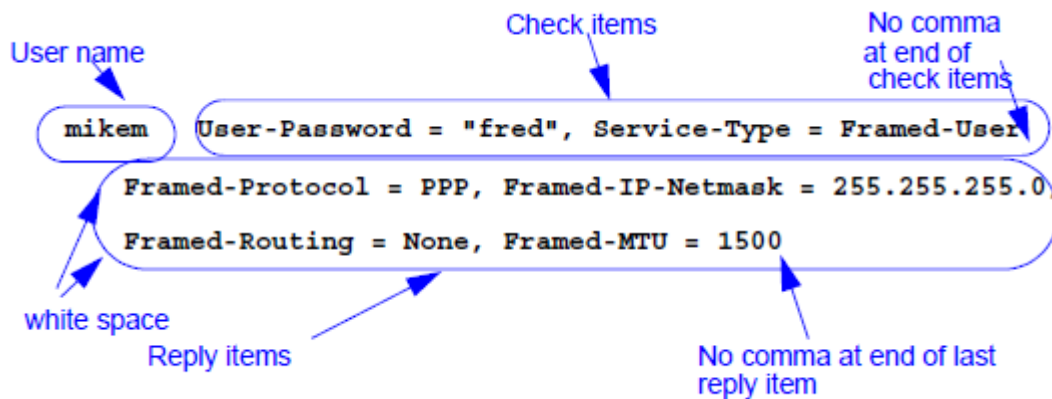 Check items
No comma
at end of
check items
User name
mikem User-Password = "fred", Service-Type = Framed-User
Framed-Protocol = PPP, Framed-IP-Netmask = 255.255.255.0,
Framed-Routing = None, Framed-MTU = 1500
white space
Reply items
No comma at end of last
reply item